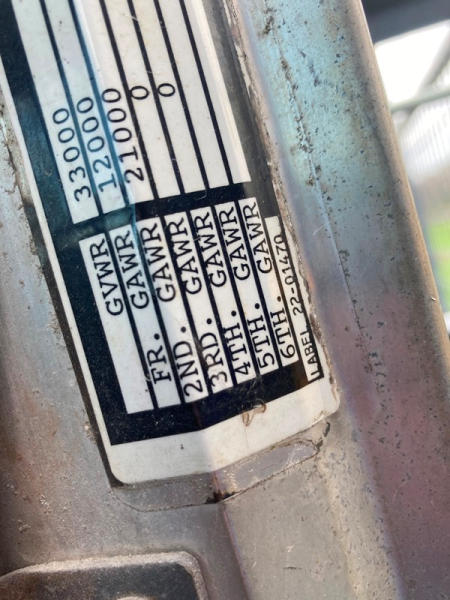 GVWR 33000
FR. GAWR 12000
2ND. GAWR 21000
3RD. GAWR 0
4TH. GAWR 0
5TH. GAWR
6TH. GAWR
LABEL 22-01470